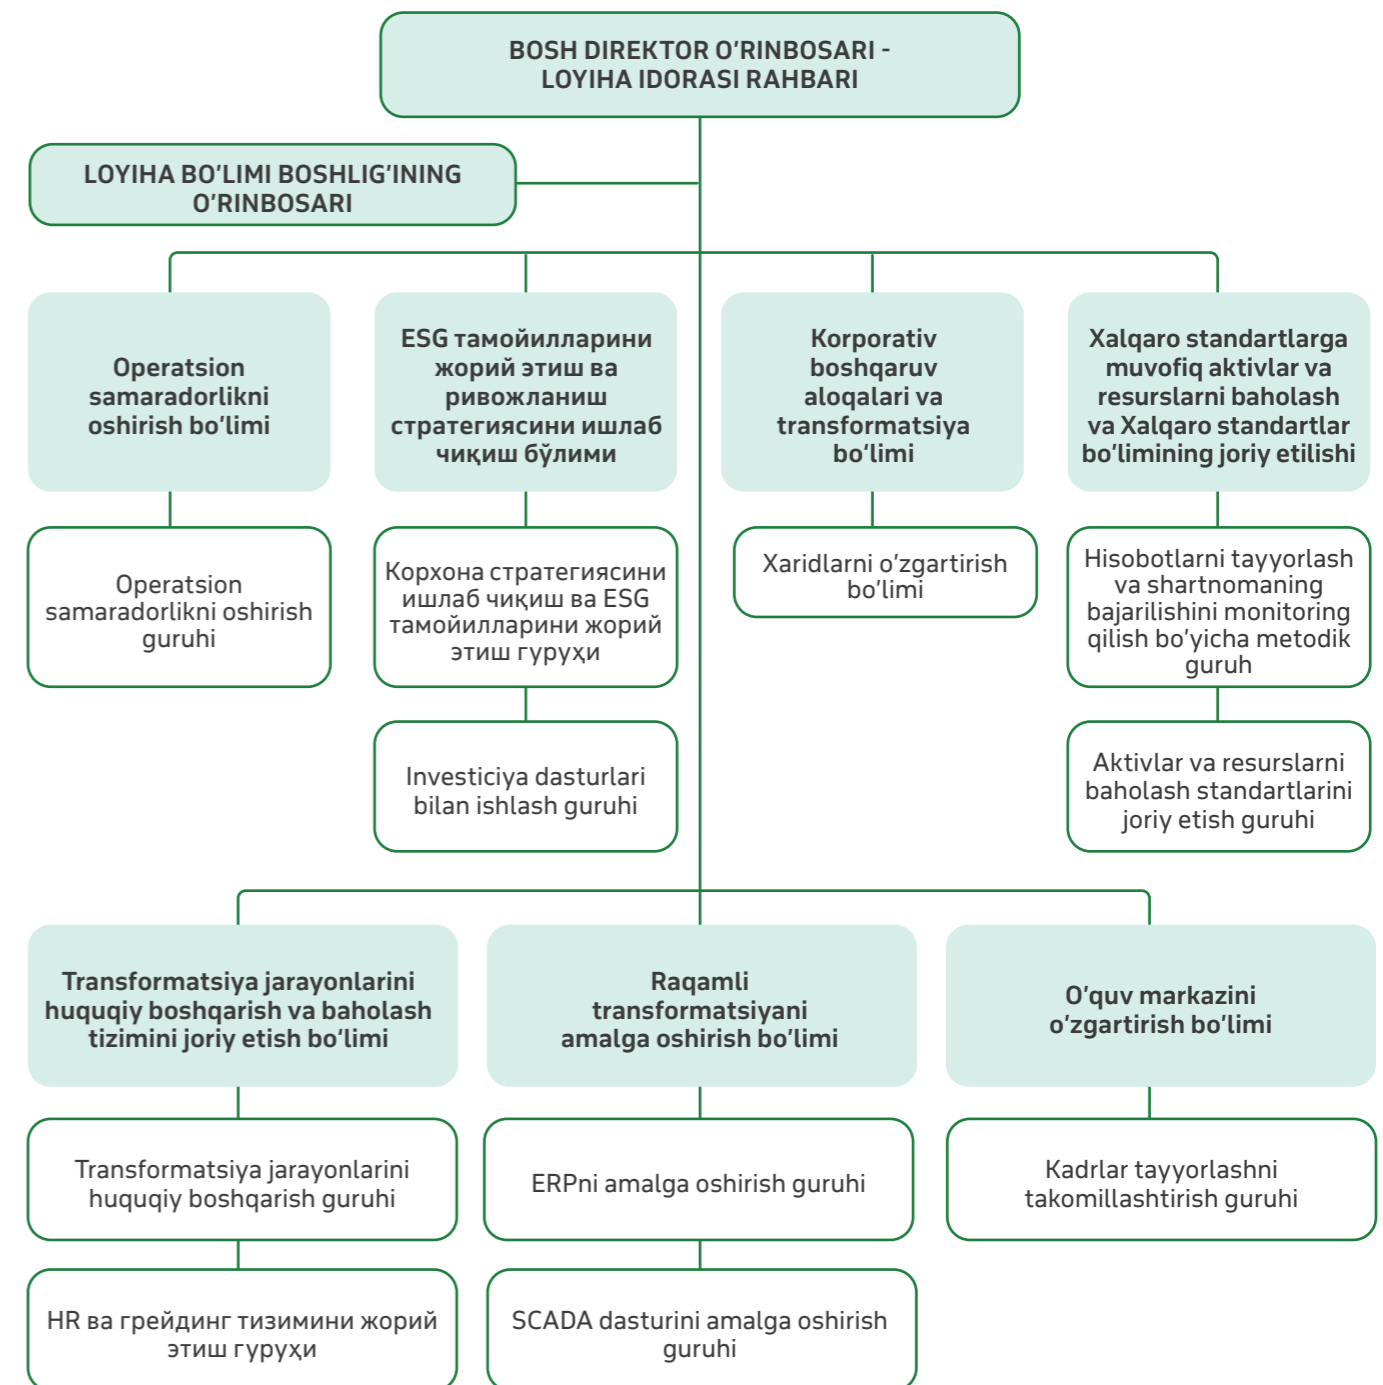 BOSH DIREKTOR O'RINBOSARI -
LOYIHA IDORASI RAHBARI
LOYIHA BO'LIMI BOSHLIG'INING
O'RINBOSARI
Operatsion
samaradorlikni
oshirish bo'limi
ESG тамойилларини
жорий этиш ва
ривожланиш
стратегиясини ишлаб
чиқиш бўлими
Korporativ
boshqaruv
aloqalari va
transformatsiya
bo'limi
Xalqaro standartlarga
muvofiq aktivlar va
resurslarni baholash
va Xalqaro standartlar
bo'limining joriy etilishi
Operatsion
samaradorlikni oshirish
guruhi
Корхона стратегиясини
ишлаб чиқиш ва ESG
тамойилларини жорий
этиш гуруҳи
Xaridlarni o'zgartirish
bo'limi
Hisobotlarni tayyorlash
va shartnomaning
bajarilishini monitoring
qilish bo'yicha metodik
guruh
Investiciya dasturlari
bilan ishlash guruhi
Aktivlar va resurslarni
baholash standartlarini
joriy etish guruhi
Transformatsiya jarayonlarini
huquqiy boshqarish va baholash
tizimini joriy etish bo'limi
Raqamli
transformatsiyani
amalga oshirish bo'limi
O'quv markazini
o'zgartirish bo'limi
Transformatsiya jarayonlarini
huquqiy boshqarish guruhi
ERPni amalga oshirish guruhi
Kadrlar tayyorlashni
takomillashtirish guruhi
HR ва грейдинг тизимини жорий
этиш гуруҳи
SCADA dasturini amalga oshirish
guruhi